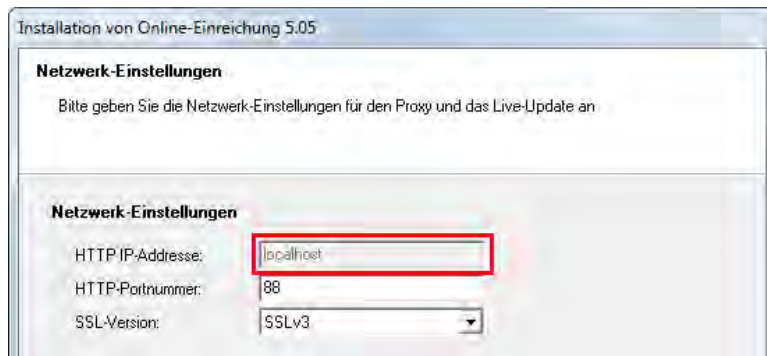 Installation von Online-Einreichung 5.05
Netzwerk-Einstellungen
Bitte geben Sie die Netzwerk-Einstellungen für den Proxy und das Live-Update an
Netzwerk-Einstellungen
HTTP IP-Addresse: localhost
HTTP-Portnummer: 88
SSL-Version: SSLv3